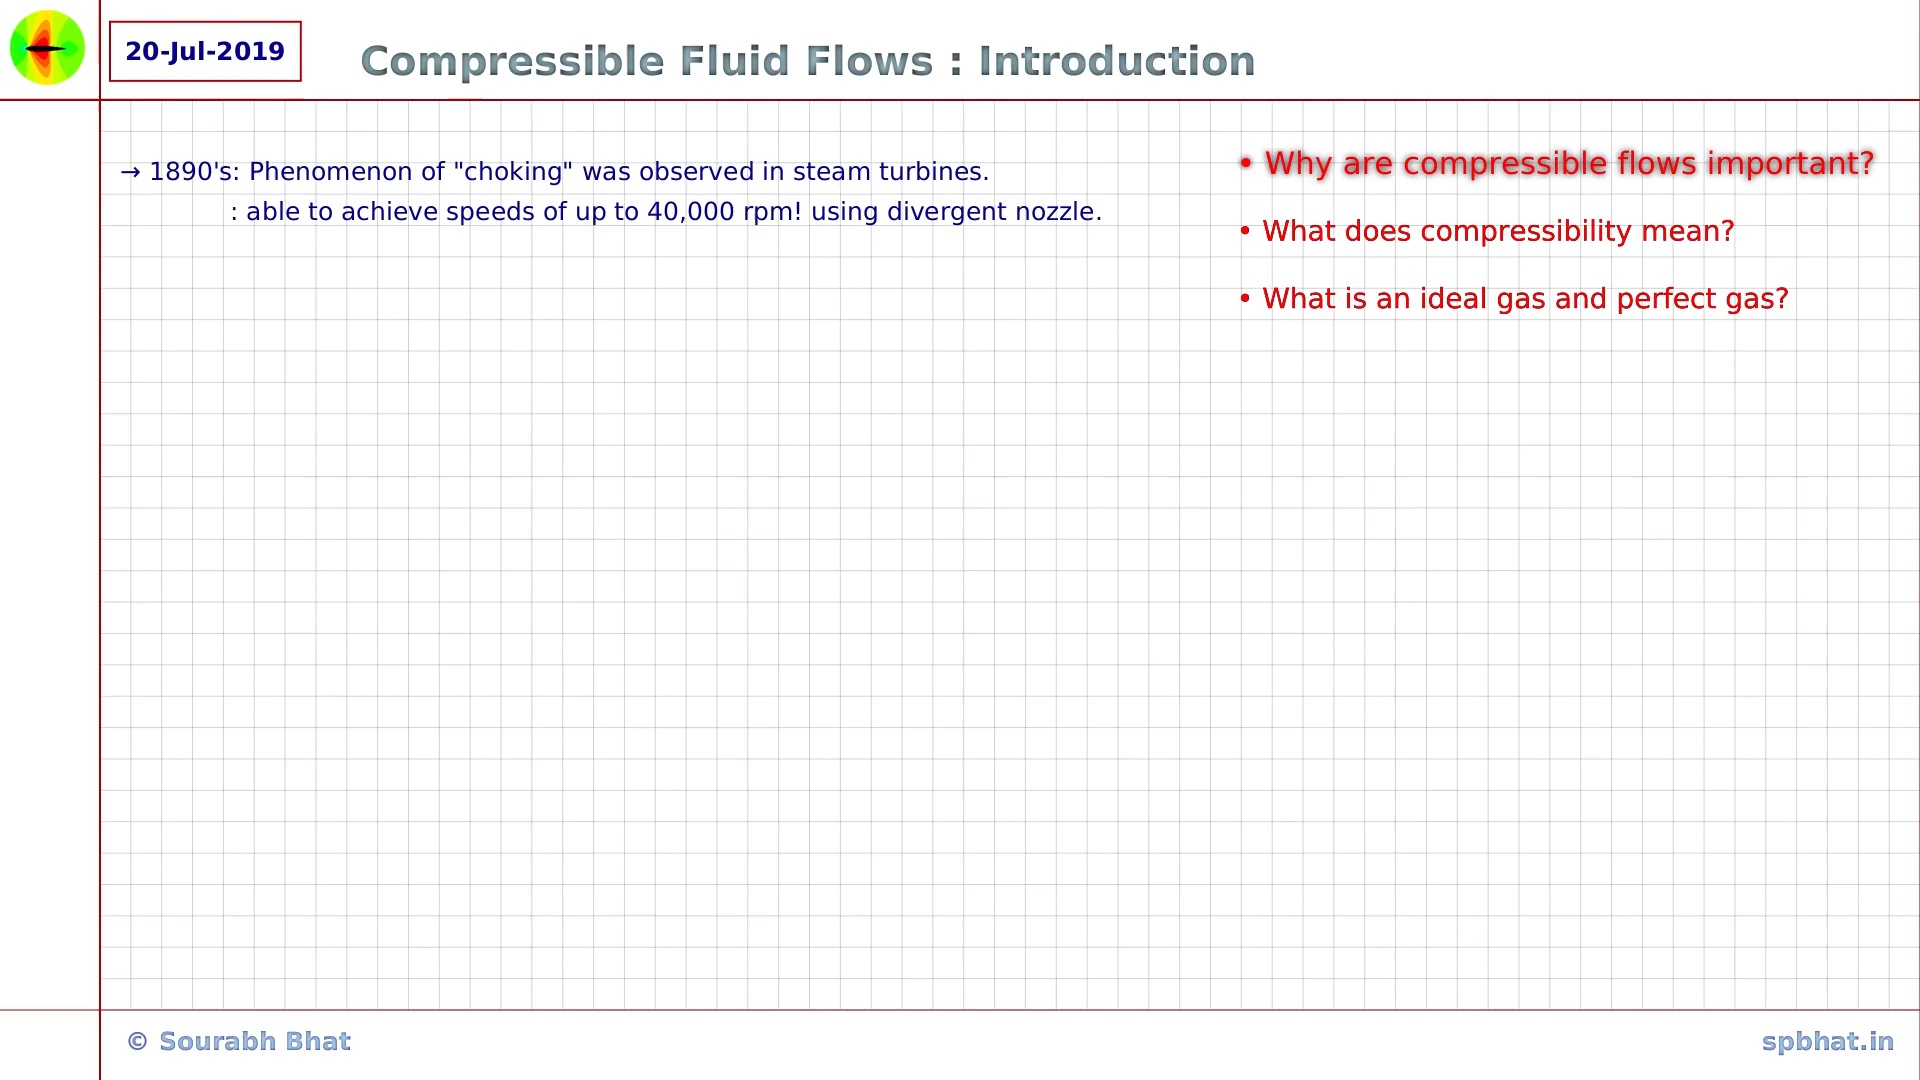 20-Jul-2019
Compressible Fluid Flows : Introduction
→ 1890's: Phenomenon of "choking" was observed in steam turbines.
: able to achieve speeds of up to 40,000 rpm! using divergent nozzle.
• Why are compressible flows important?
• What does compressibility mean?
• What is an ideal gas and perfect gas?
© Sourabh Bhat
spbhat.in